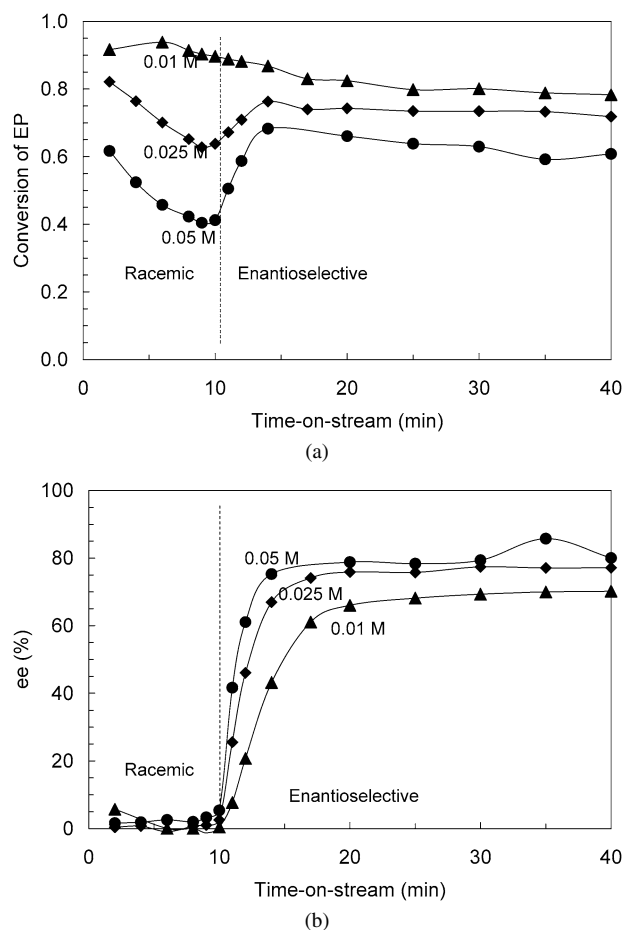 1.0
0.8
0.6
0.4
0.2
0.0
Conversion of EP
0.01 M
0.025 M
0.05 M
Racemic Enantioselective
0 10 20 30 40
Time-on-stream (min)
(a)
100
80
60
40
20
0
ee (%)
0.05 M
0.025 M
0.01 M
Racemic
Enantioselective
0 10 20 30 40
Time-on-stream (min)
(b)